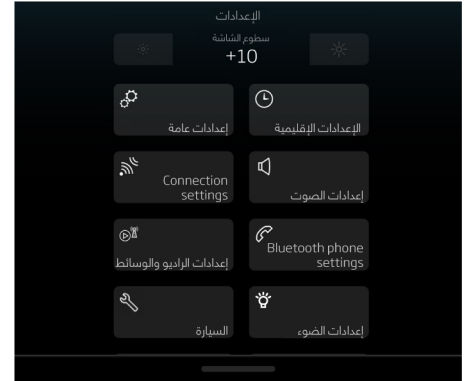 الإعدادات
سطوع الشاشة
+10
الإعدادات الإقليمية
إعدادات عامة
إعدادات الصوت
Connection
settings
Bluetooth phone
settings
إعدادات الراديو والوسائط
إعدادات الضوء
السيارة